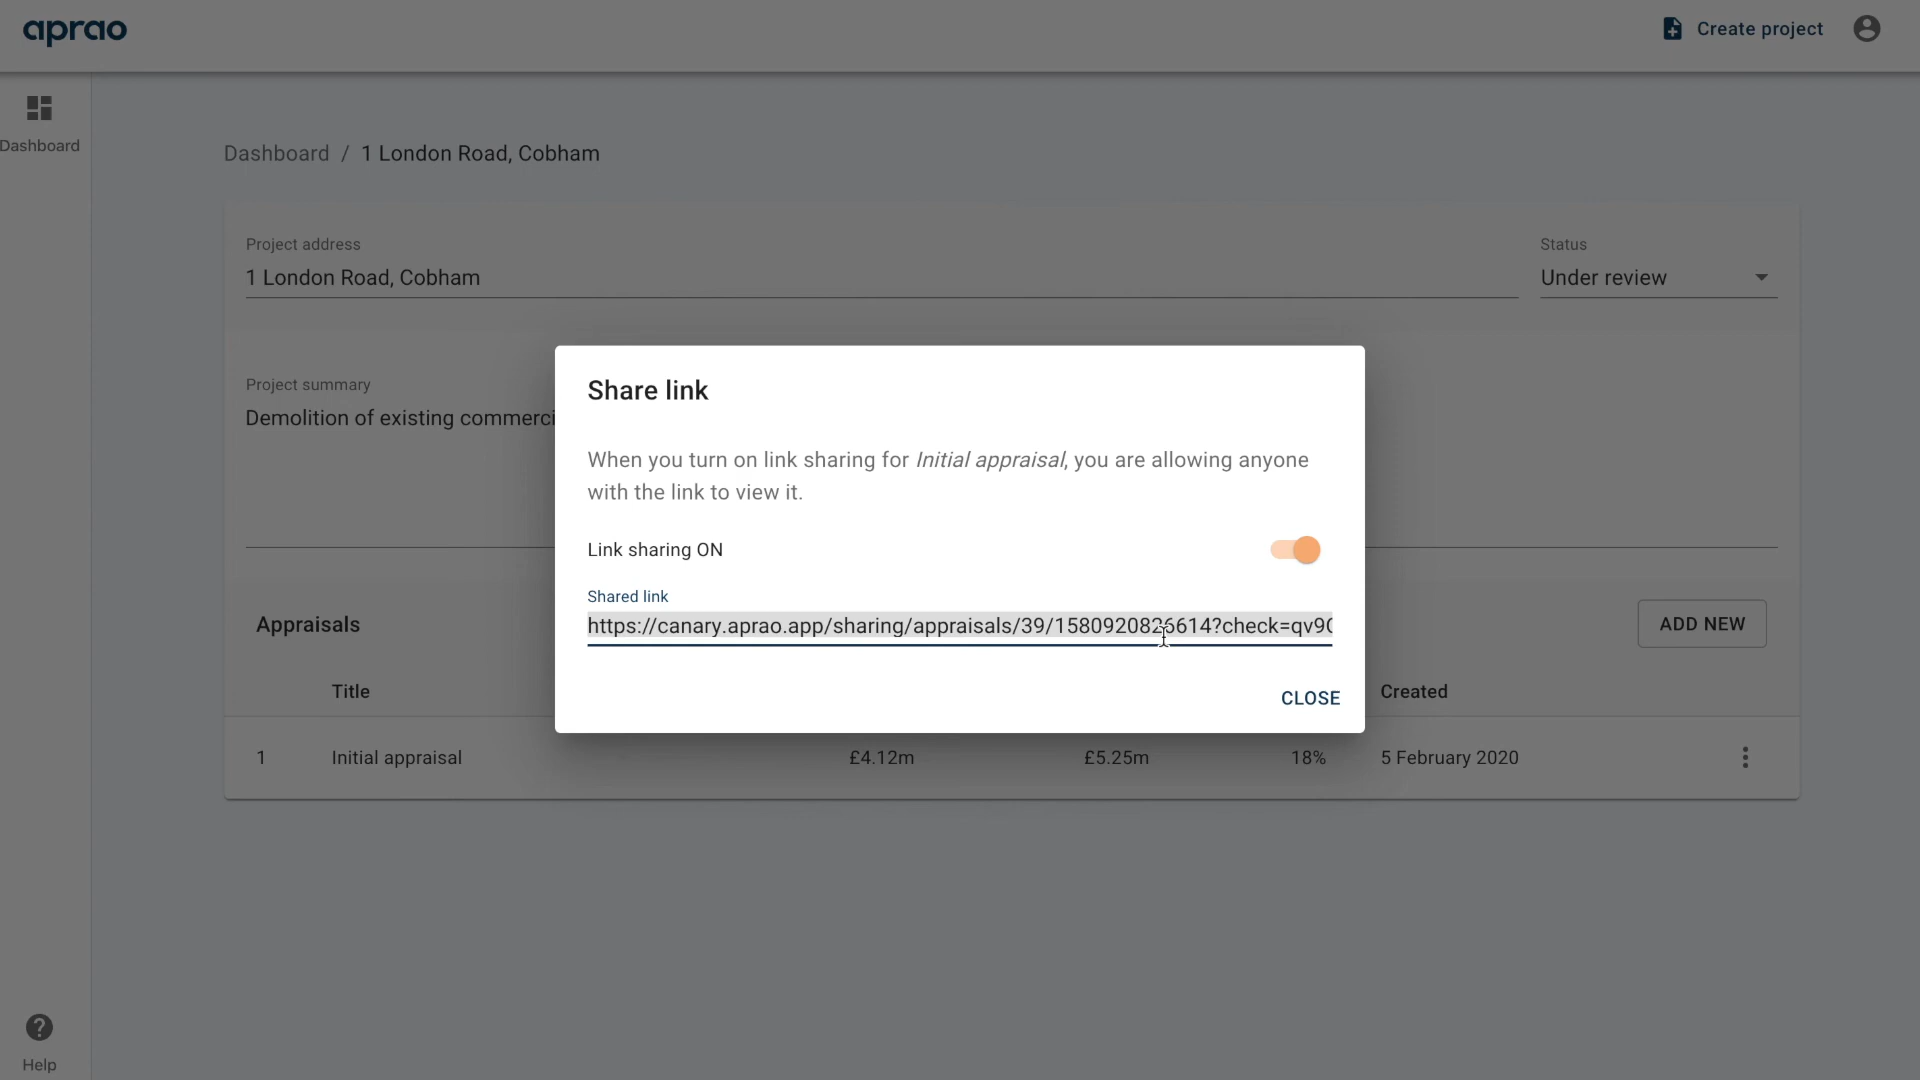 aprao
Create project
Dashboard
Dashboard / 1 London Road, Cobham
Project address
1 London Road, Cobham
Status
Under review
Project summary
Demolition of existing
Share link
When you turn on link sharing for Initial appraisal, you are allowing anyone
with the link to view it.
Link sharing ON
Shared link
https://canary.aprao.app/sharing/appraisals/39/1580920826614?check=qv9
CLOSE
Appraisals
ADD NEW
Title
Created
1 Initial appraisal £4.12m £5.25m 18% 5 February 2020
Help